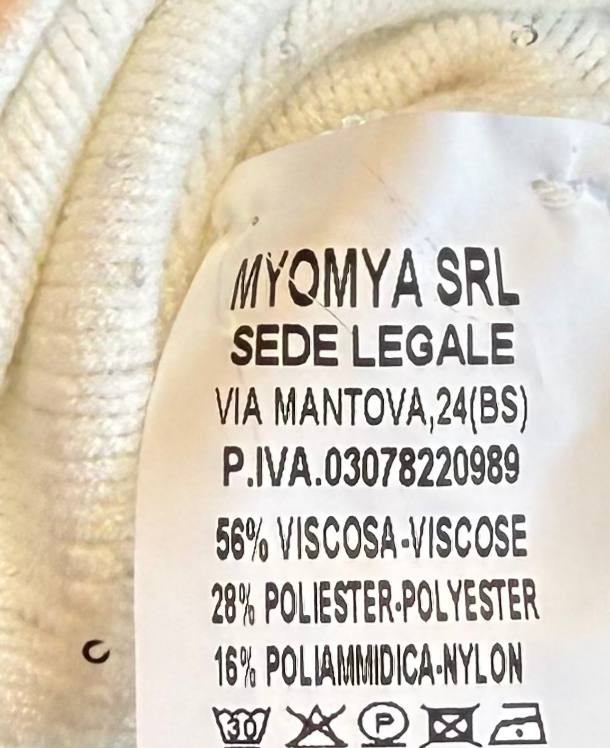 MYOMYA SRL
SEDE LEGALE
VIA MANTOVA,24(BS)
P.IVA.03078220989
56% VISCOSA-VISCOSE
28% POLIESTER-POLYESTER
16% POLIAMMIDICA-NYLON
30 P